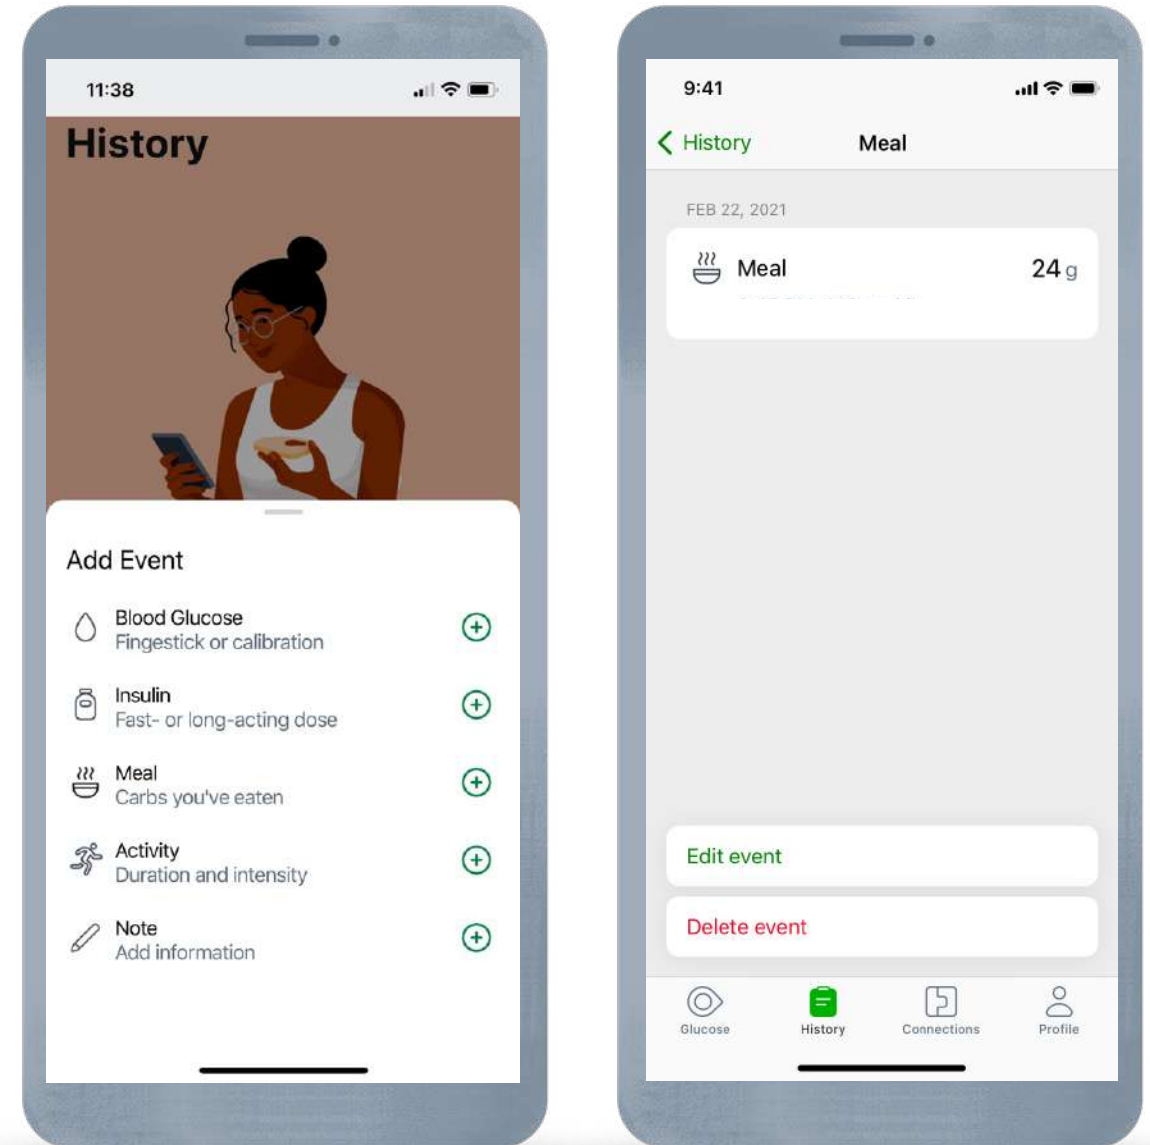 11:38
History
Add Event
Blood Glucose
Fingestick or calibration
Insulin
Fast- or long-acting dose
Meal
Carbs you've eaten
Activity
Duration and intensity
Note
Add information
9:41
History
Meal
FEB 22, 2021
Meal
24 g
Edit event
Delete event
Glucose
History
Connections
Profile